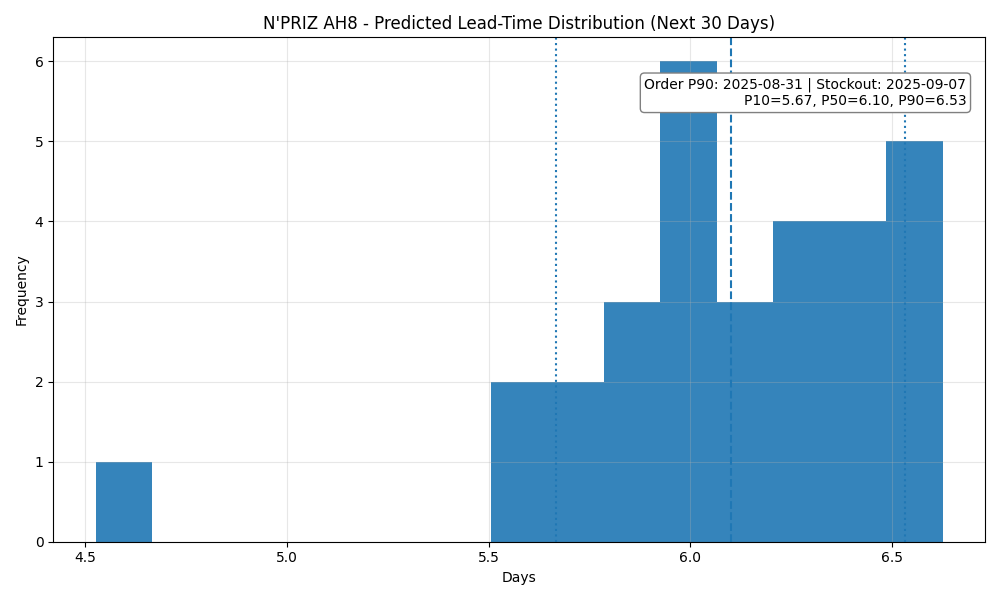 N'PRIZ AH8 - Predicted Lead-Time Distribution (Next 30 Days)
Order P90: 2025-08-31 | Stockout: 2025-09-07
P10=5.67, P50=6.10, P90=6.53
Frequency
6
5
4
3
2
1
0
4.5 5.0 5.5 6.0 6.5
Days